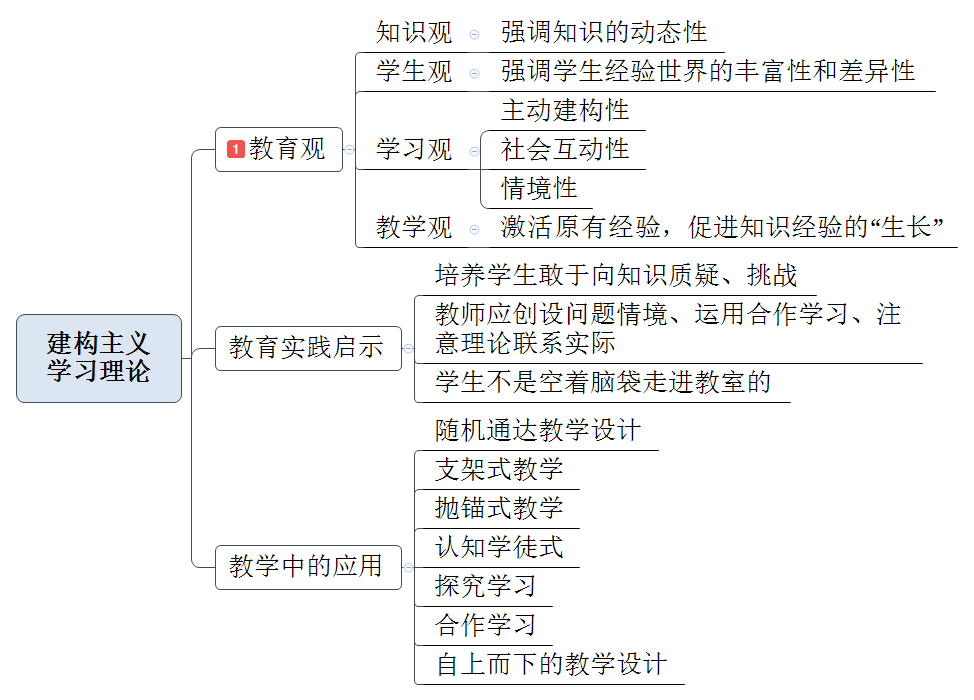 建构主义
学习理论
1 教育观
知识观
强调知识的动态性
学生观
强调学生经验世界的丰富性和差异性
学习观
主动建构性
社会互动性
情境性
教学观
激活原有经验，促进知识经验的“生长”
教育实践启示
培养学生敢于向知识质疑、挑战
教师应创设问题情境、运用合作学习、注
意理论联系实际
学生不是空着脑袋走进教室的
教学中的应用
随机通达教学设计
支架式教学
抛锚式教学
认知学徒式
探究学习
合作学习
自上而下的教学设计